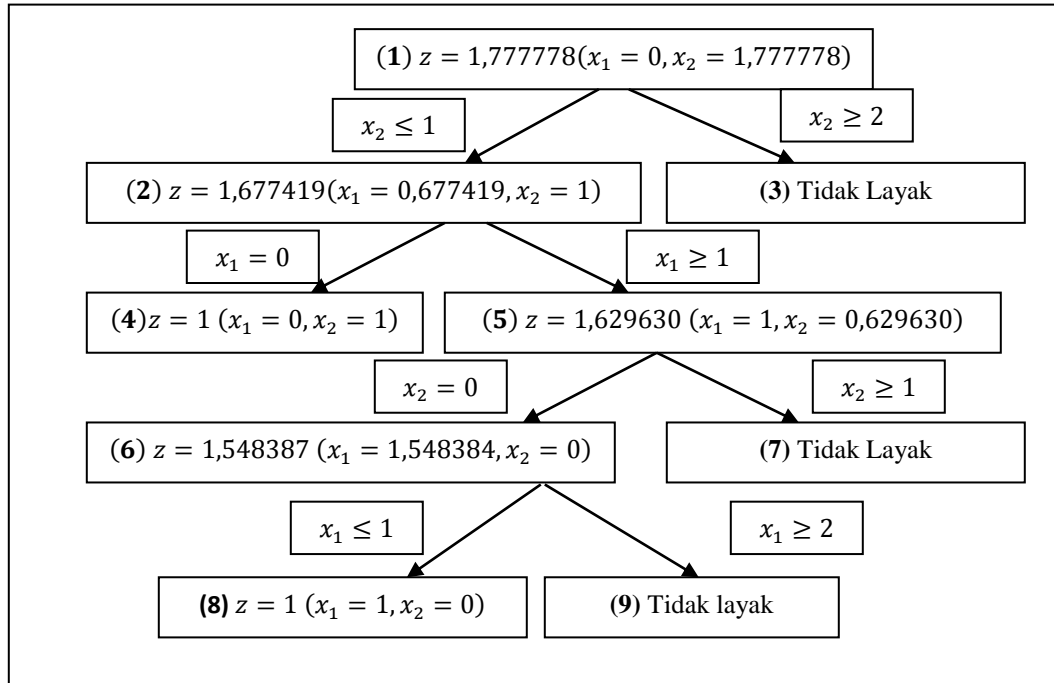 (1) z = 1,777778(x₁ = 0, x₂ = 1,777778)
x₂ ≤ 1
x₂ ≥ 2
(2) z = 1,677419(x₁ = 0,677419, x₂ = 1)
(3) Tidak Layak
x₁ = 0
x₁ ≥ 1
(4)z = 1 (x₁ = 0, x₂ = 1)
(5) z = 1,629630 (x₁ = 1, x₂ = 0,629630)
x₂ = 0
x₂ ≥ 1
(6) z = 1,548387 (x₁ = 1,548384, x₂ = 0)
(7) Tidak Layak
x₁ ≤ 1
x₁ ≥ 2
(8) z = 1 (x₁ = 1, x₂ = 0)
(9) Tidak layak